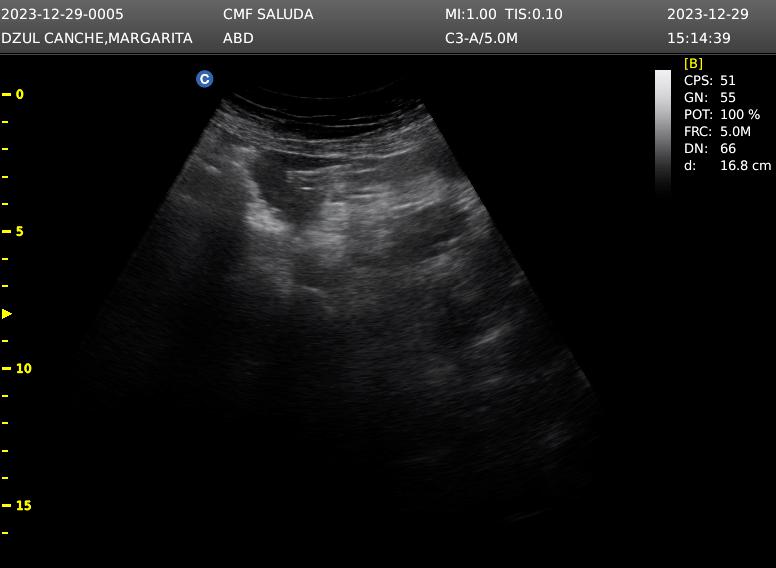 2023-12-29-0005 CMF SALUDA MI:1.00 TIS:0.10 2023-12-29
DZUL CANCHE,MARGARITA ABD C3-A/5.0M 15:14:39
C
[B]
CPS: 51
GN: 55
POT: 100 %
FRC: 5.0M
DN: 66
d: 16.8 cm
0
5
10
15